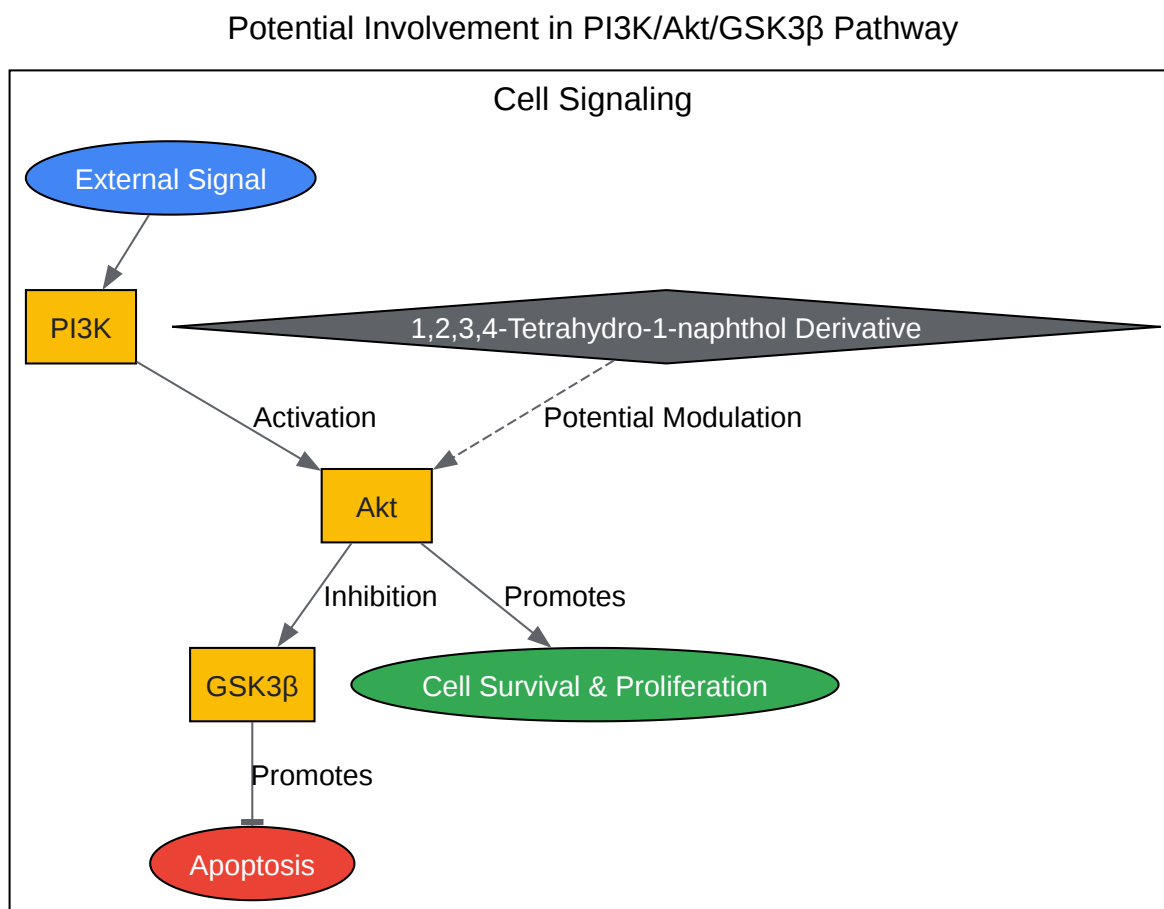 Potential Involvement in PI3K/Akt/GSK3β Pathway
Cell Signaling
External Signal
PI3K
1,2,3,4-Tetrahydro-1-naphthol Derivative
Activation
Potential Modulation
Akt
Inhibition
Promotes
GSK3β
Cell Survival & Proliferation
Promotes
Apoptosis